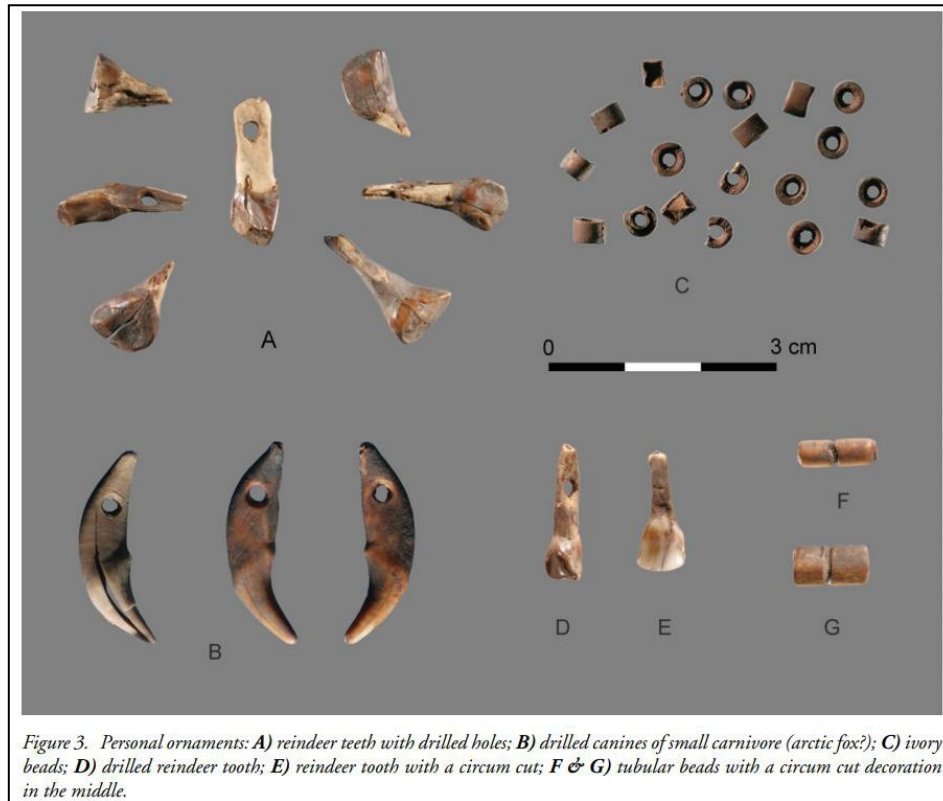 A
C
0 3 cm
B
D
E
F
G
Figure 3. Personal ornaments: A) reindeer teeth with drilled holes; B) drilled canines of small carnivore (arctic fox?); C) ivory
beads; D) drilled reindeer tooth; E) reindeer tooth with a circum cut; F & G) tubular beads with a circum cut decoration
in the middle.